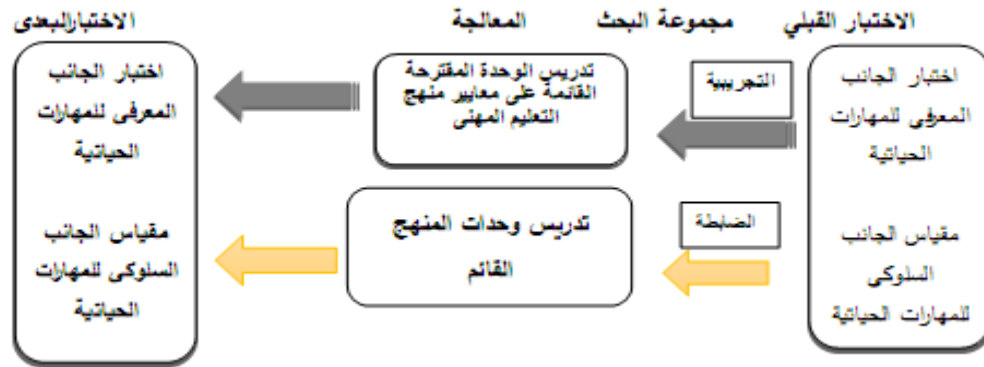 الاختبار القبلي
مجموعة البحث
المعالجة
الاختبارالبعدى
اختبار الجانب
المعرفي للمهارات
الحياتية
مقياس الجانب
السلوكي
للمهارات الحياتية
التجريبية
الضابطة
تدريس الوحدة المقترحة
القائمة على معايير منهج
التعليم المهنى
تدريس وحدات المنهج
القائم
اختبار الجانب
المعرفى للمهارات
الحياتية
مقياس الجانب
السلوكى للمهارات
الحياتية